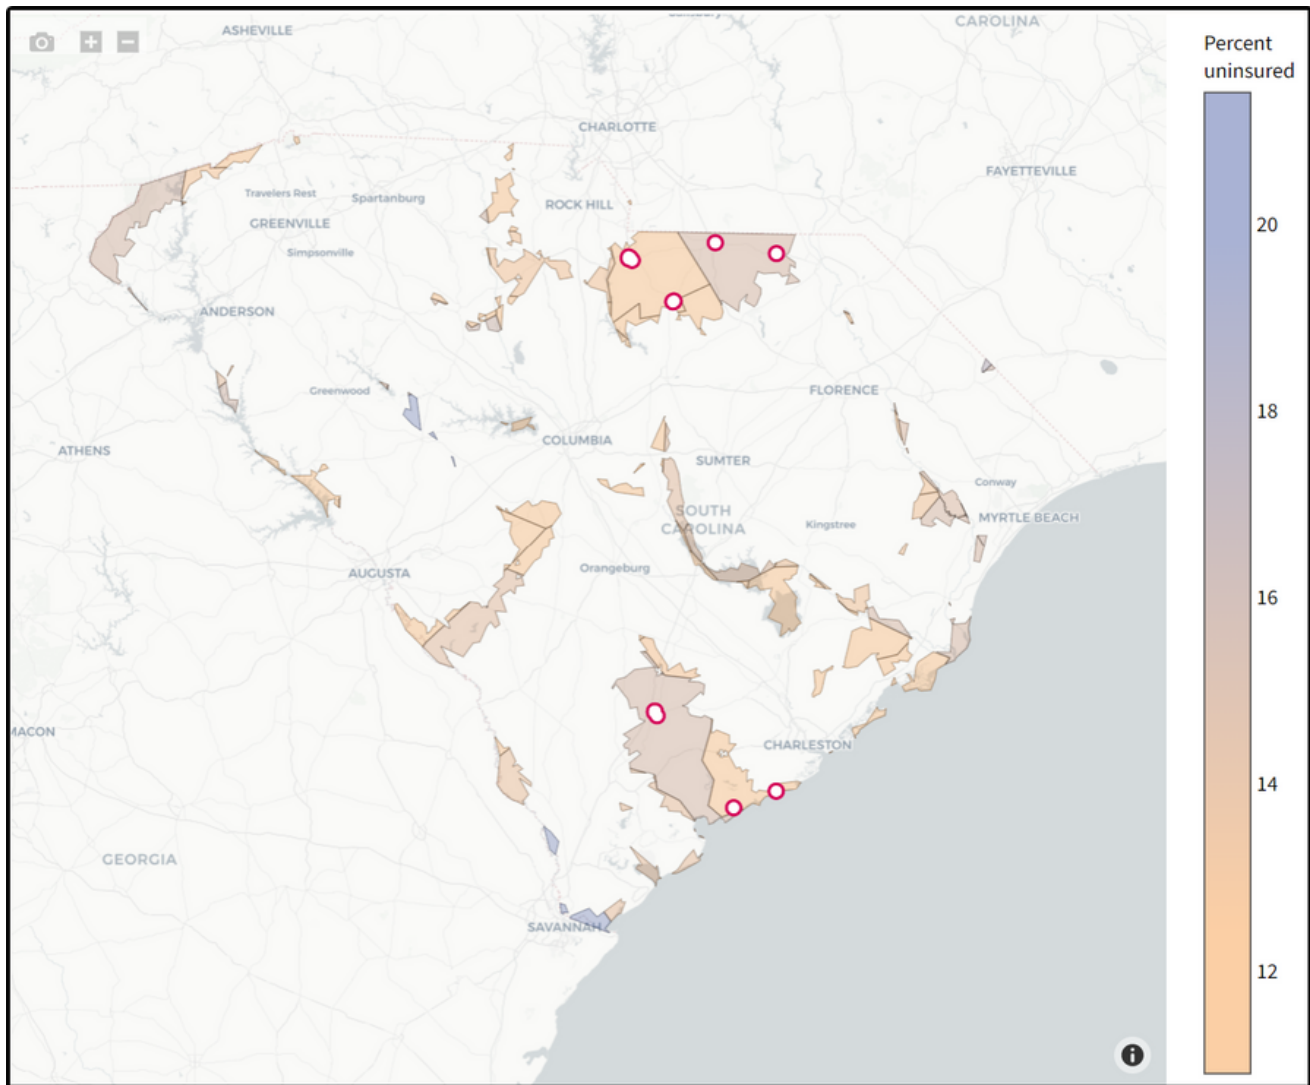 CAROLINA
ASHEVILLE
CHARLOTTE
FAYETTEVILLE
Travelers Rest
Spartanburg
ROCK HILL
GREENVILLE
Simpsonville
ANDERSON
Greenwood
FLORENCE
ATHENS
COLUMBIA
SUMTER
Conway
SOUTH
CAROLINA
MYRTLE BEACH
Kingstree
AUGUSTA
Orangeburg
MACON
CHARLESTON
GEORGIA
SAVANNAH
Percent
uninsured
20
18
16
14
12